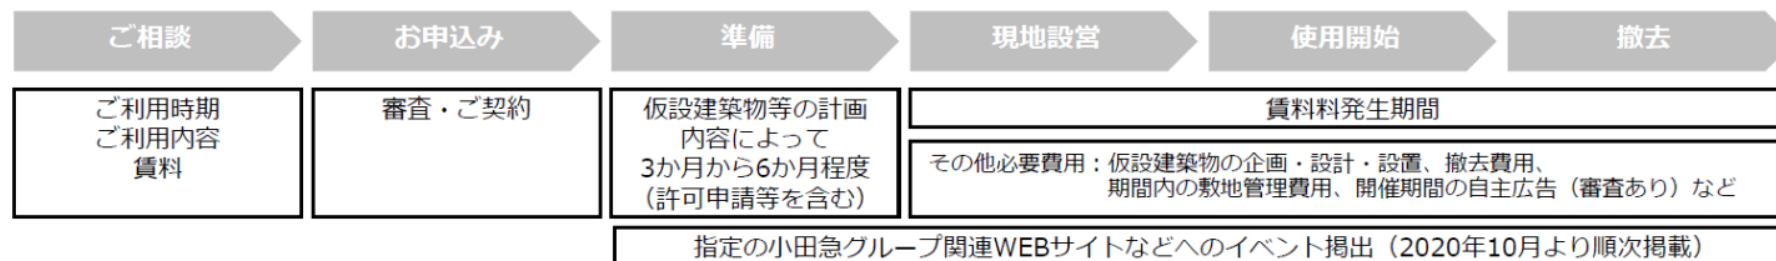 ご相談
お申込み
準備
現地設営
使用開始
撤去
ご利用時期
ご利用内容
賃料
審査・ご契約
仮設建築物等の計画
内容によって
3か月から6か月程度
（許可申請等を含む）
賃料料発生期間
その他必要費用：仮設建築物の企画・設計・設置、撤去費用、
期間内の敷地管理費用、開催期間の自主広告（審査あり）など
指定の小田急グループ関連WEBサイトなどへのイベント掲出（2020年10月より順次掲載）